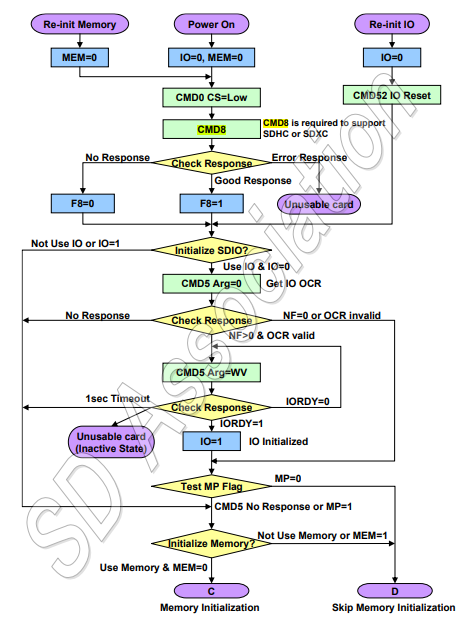 Re-init Memory
Power On
Re-init IO
MEM=0
IO=0, MEM=0
IO=0
CMD0 CS=Low
CMD52 IO Reset
CMD8
CMD8 is required to support
SDHC or SDXC
No Response
Check Response
Error Response
Good Response
F8=0
F8=1
Unusable card
Not Use IO or IO=1
Initialize SDIO?
Use IO & IO=0
CMD5 Arg=0
Get IO OCR
No Response
Check Response
NF=0 or OCR invalid
NF>0 & OCR valid
CMD5 Arg=WV
1sec Timeout
Check Response
IORDY=0
IORDY=1
Unusable card
(Inactive State)
IO=1
IO Initialized
Test MP Flag
MP=0
CMD5 No Response or MP=1
Initialize Memory?
Not Use Memory or MEM=1
Use Memory & MEM=0
C
D
Memory Initialization
Skip Memory Initialization
SD Association